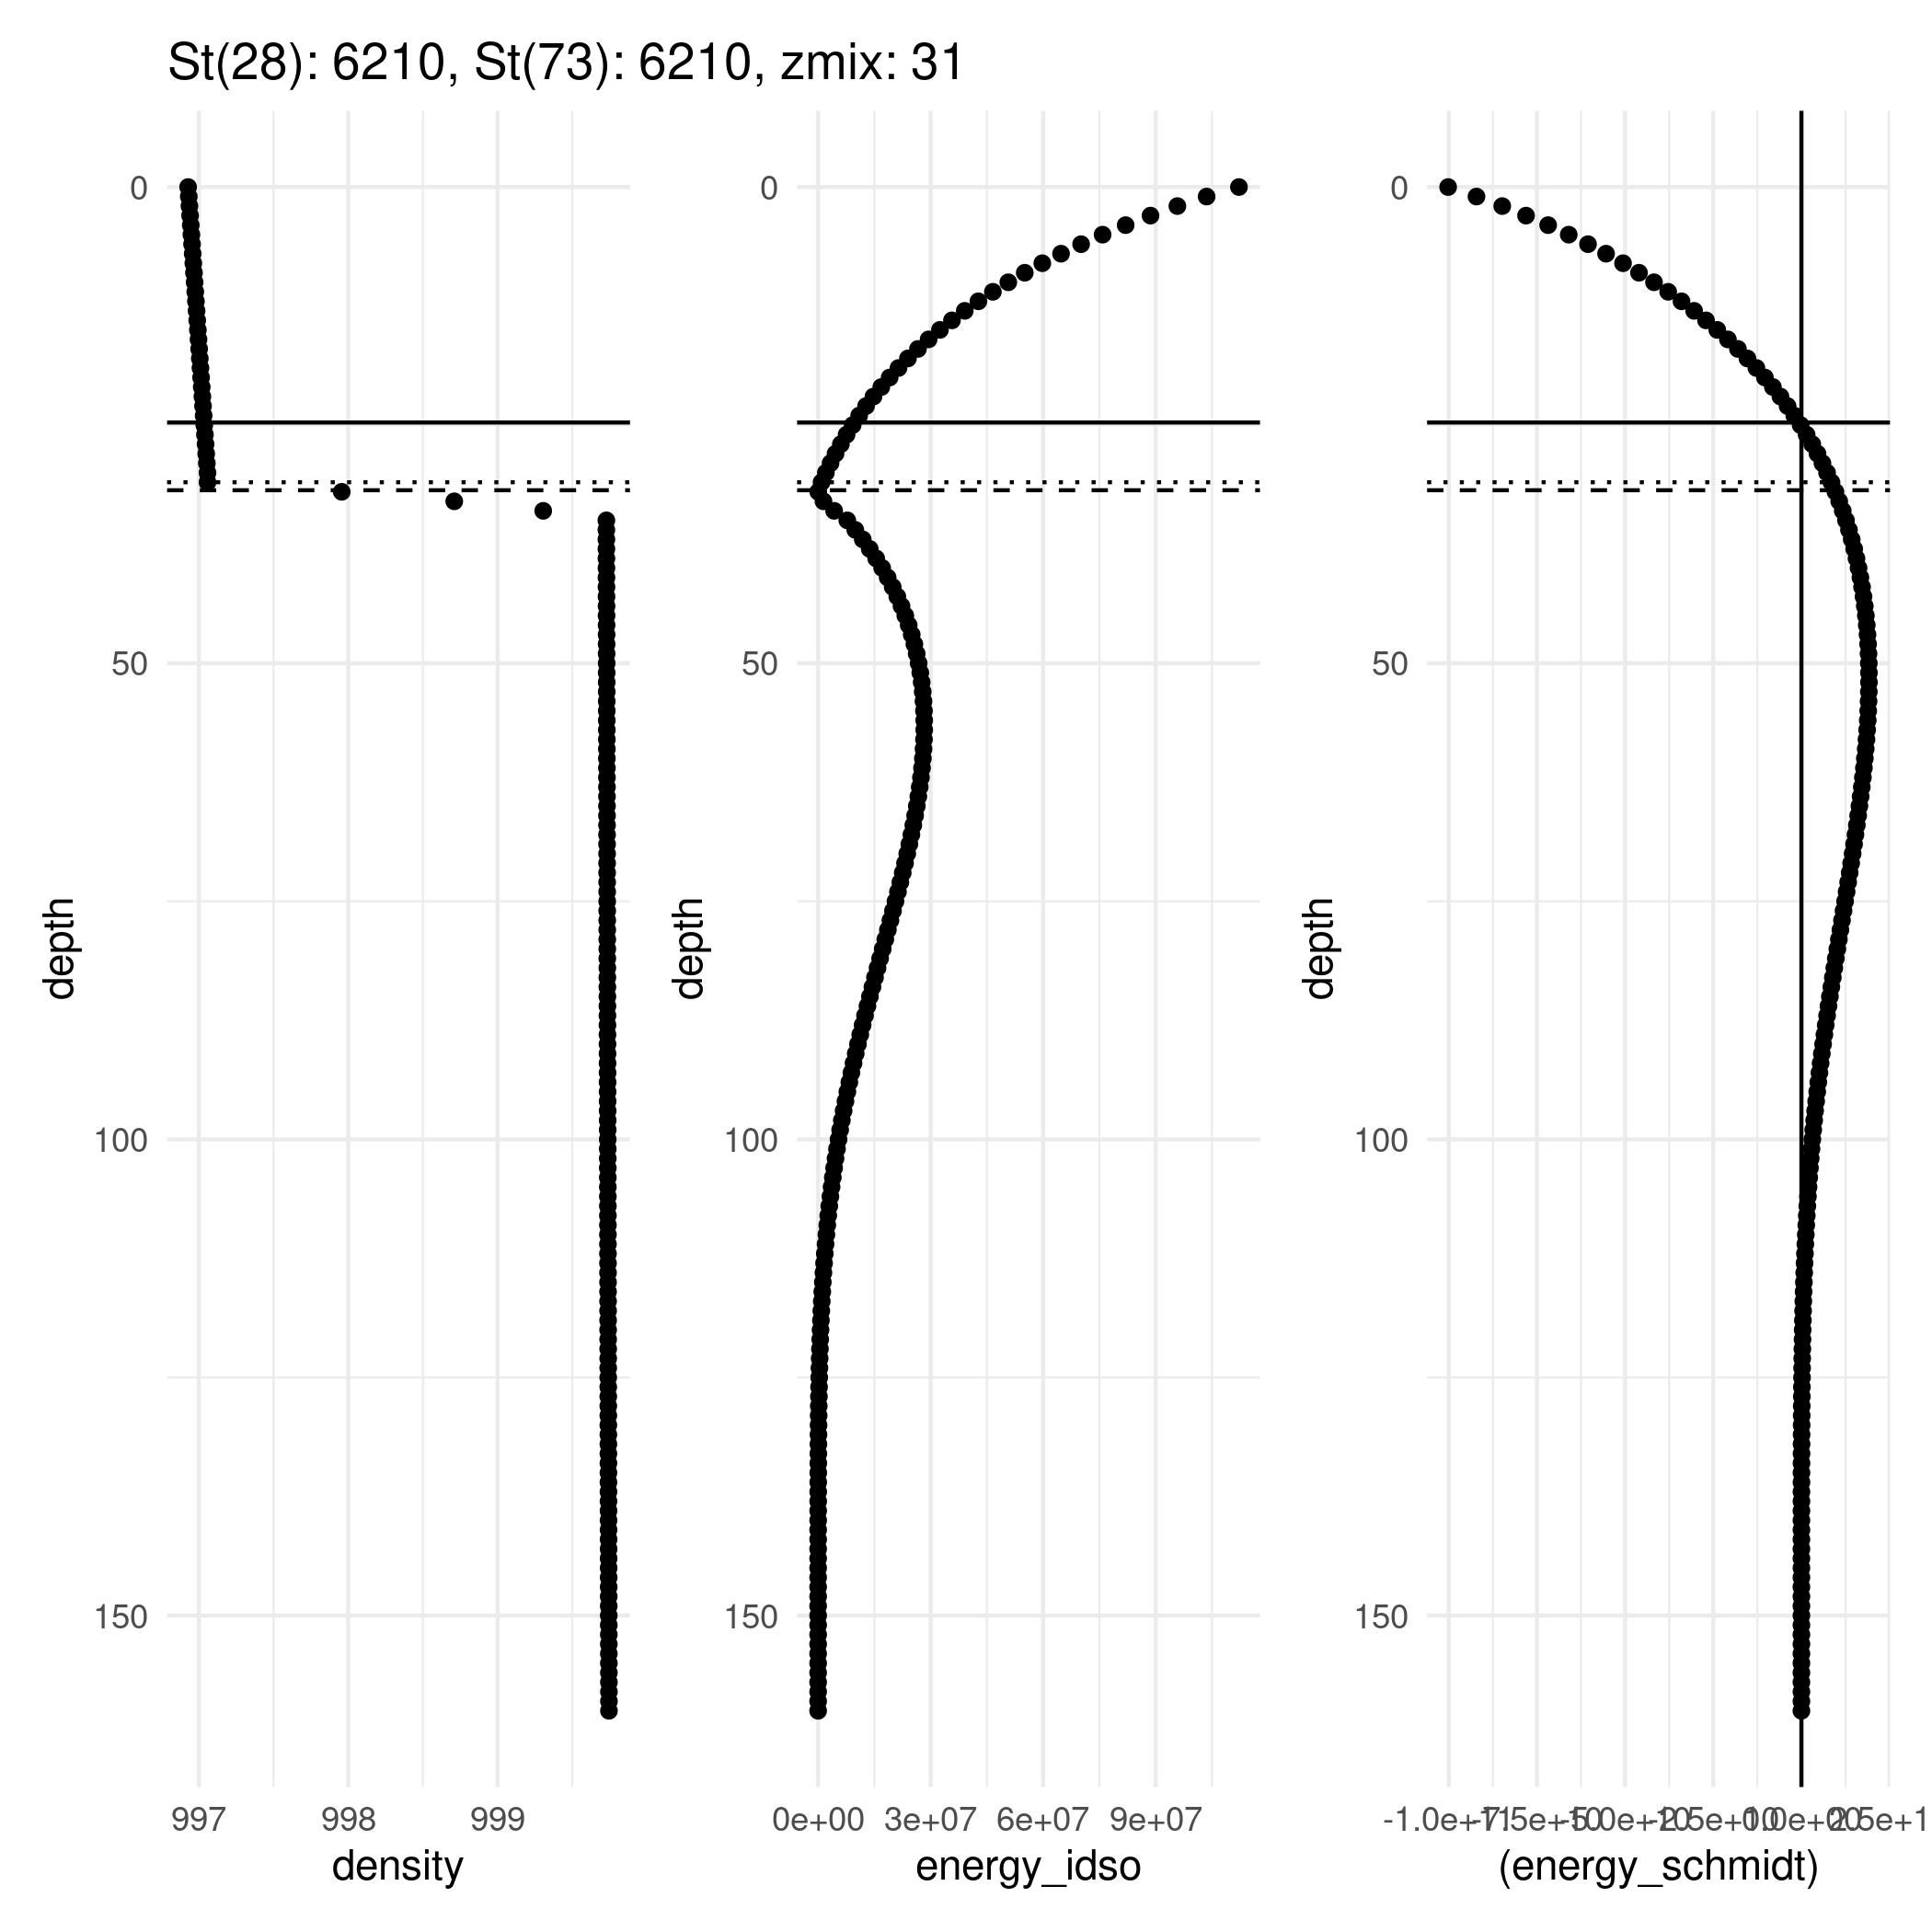 St(28): 6210, St(73): 6210, zmix: 31
0
50
100
150
depth
997 998 999
density
0
50
100
150
depth
0e+00 3e+07 6e+07 9e+07
energy_idso
0
50
100
150
depth
(energy_schmidt)